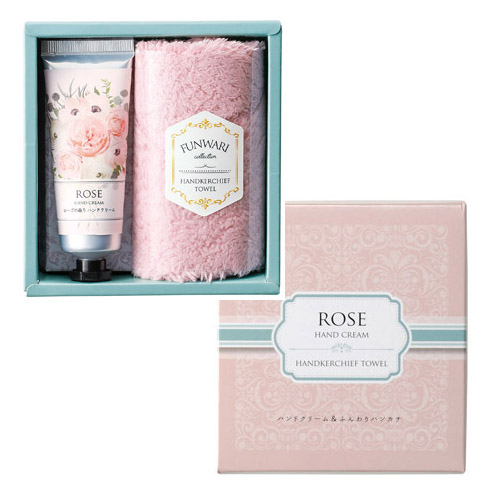 ROSE
HAND CREAM
ローズの香り ハンドクリーム
FUNWARI
collection
HANDKERCHIEF
TOWEL
ROSE
HAND CREAM
HANDKERCHIEF TOWEL
ハンドクリーム&ふんわりハンカチ